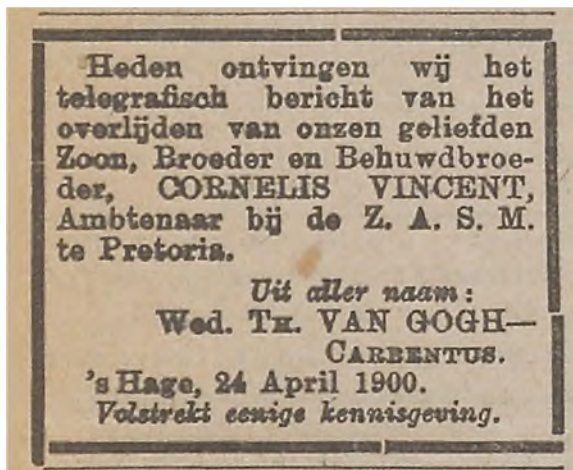 Heden ontvingen wij het
telegrafisch bericht van het
overlijden van onzen geliefden
Zoon, Broeder en Behuwdbroe-
der, CORNELIS VINCENT,
Ambtenaar bij de Z. A. S. M.
te Pretoria.
Uit aller naam:
Wed. TH. VAN GOGH—
CARBENTUS.
's Hage, 24 April 1900.
Volstrekt eenige kennisgeving.